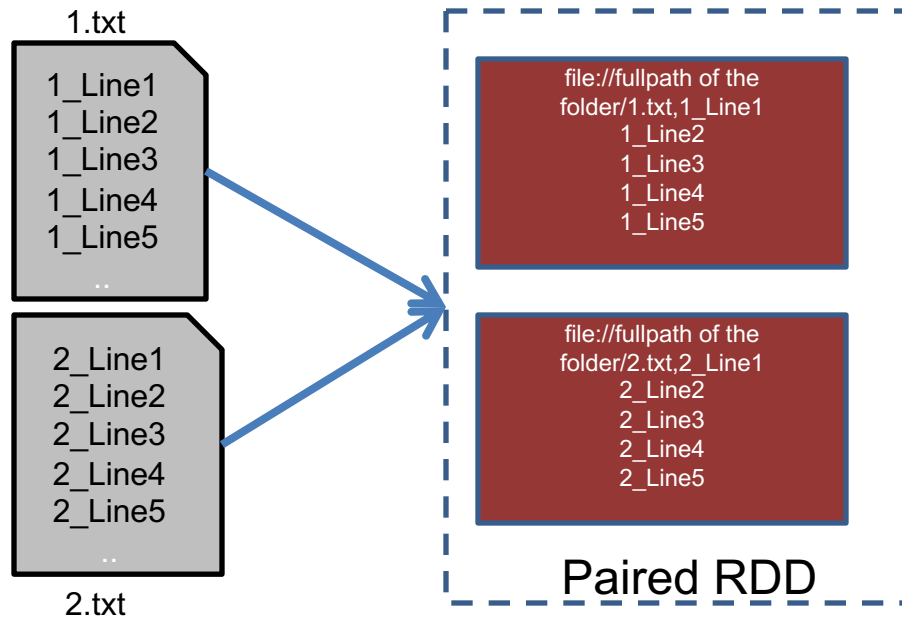 1.txt
1_Line1
1_Line2
1_Line3
1_Line4
1_Line5
..
2_Line1
2_Line2
2_Line3
2_Line4
2_Line5
..
2.txt
file://fullpath of the
folder/1.txt,1_Line1
1_Line2
1_Line3
1_Line4
1_Line5
file://fullpath of the
folder/2.txt,2_Line1
2_Line2
2_Line3
2_Line4
2_Line5
Paired RDD